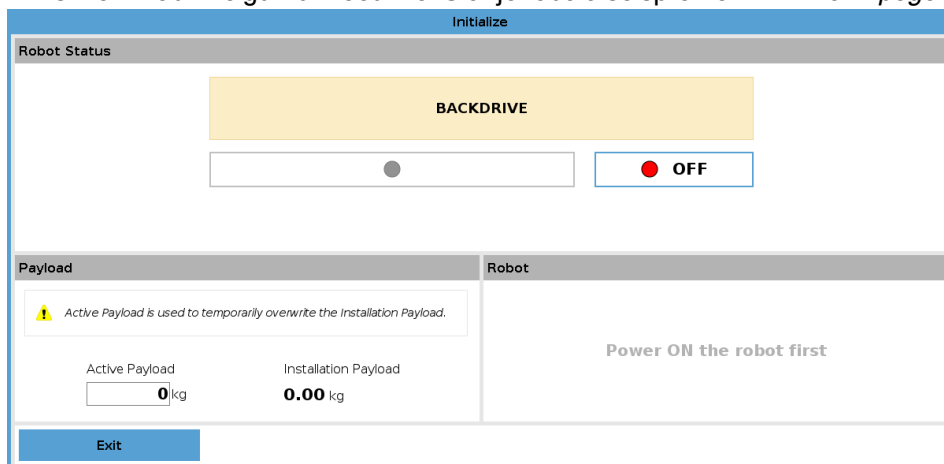 Initialize
Robot Status
BACKDRIVE
OFF
Payload
Robot
Active Payload is used to temporarily overwrite the Installation Payload.
Power ON the robot first
Active Payload
Installation Payload
0 kg
0.00 kg
Exit